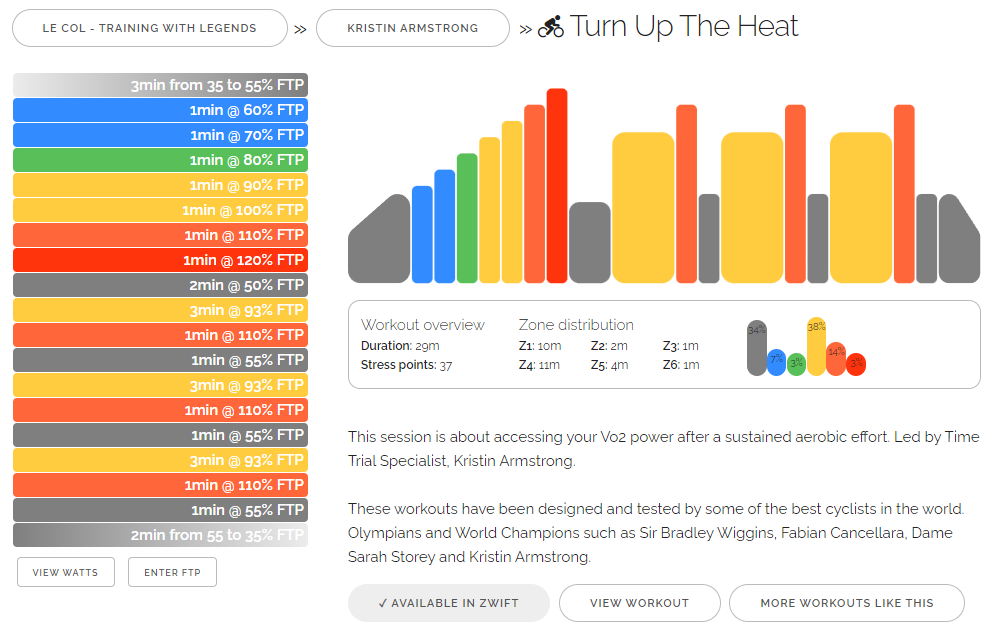 LE COL - TRAINING WITH LEGENDS » KRISTIN ARMSTRONG » Turn Up The Heat
3min from 35 to 55% FTP
1min @ 60% FTP
1min @ 70% FTP
1min @ 80% FTP
1min @ 90% FTP
1min @ 100% FTP
1min @ 110% FTP
1min @ 120% FTP
2min @ 50% FTP
3min @ 93% FTP
1min @ 110% FTP
1min @ 55% FTP
3min @ 93% FTP
1min @ 110% FTP
1min @ 55% FTP
3min @ 93% FTP
1min @ 110% FTP
1min @ 55% FTP
2min from 55 to 35% FTP
VIEW WATTS ENTER FTP
Workout overview
Duration: 29m
Stress points: 37
Zone distribution
Z1: 10m Z2: 2m Z3: 1m
Z4: 11m Z5: 4m Z6: 1m
34% 7% 3% 38% 14% 3%
This session is about accessing your Vo2 power after a sustained aerobic effort. Led by Time
Trial Specialist, Kristin Armstrong.
These workouts have been designed and tested by some of the best cyclists in the world.
Olympians and World Champions such as Sir Bradley Wiggins, Fabian Cancellara, Dame
Sarah Storey and Kristin Armstrong.
✓ AVAILABLE IN ZWIFT VIEW WORKOUT MORE WORKOUTS LIKE THIS